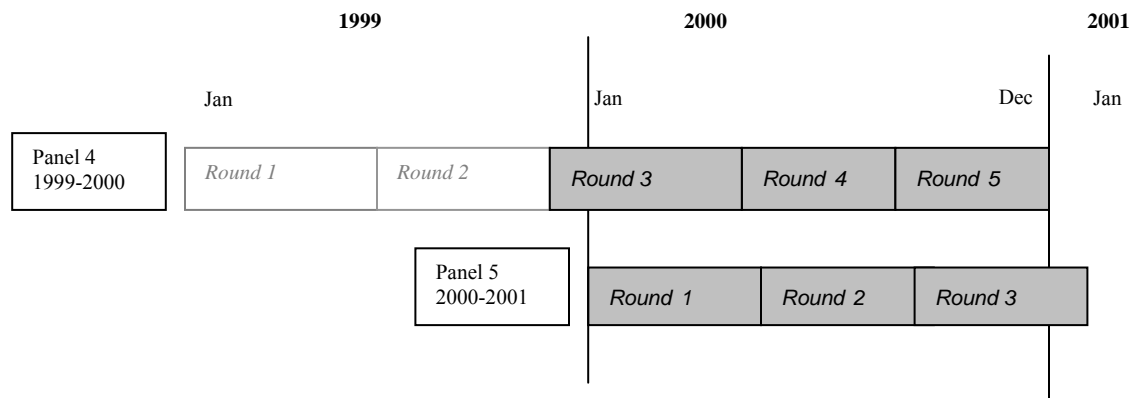 1999 2000 2001
Jan Jan Dec Jan
Panel 4
1999-2000
Round 1 Round 2 Round 3 Round 4 Round 5
Panel 5
2000-2001
Round 1 Round 2 Round 3